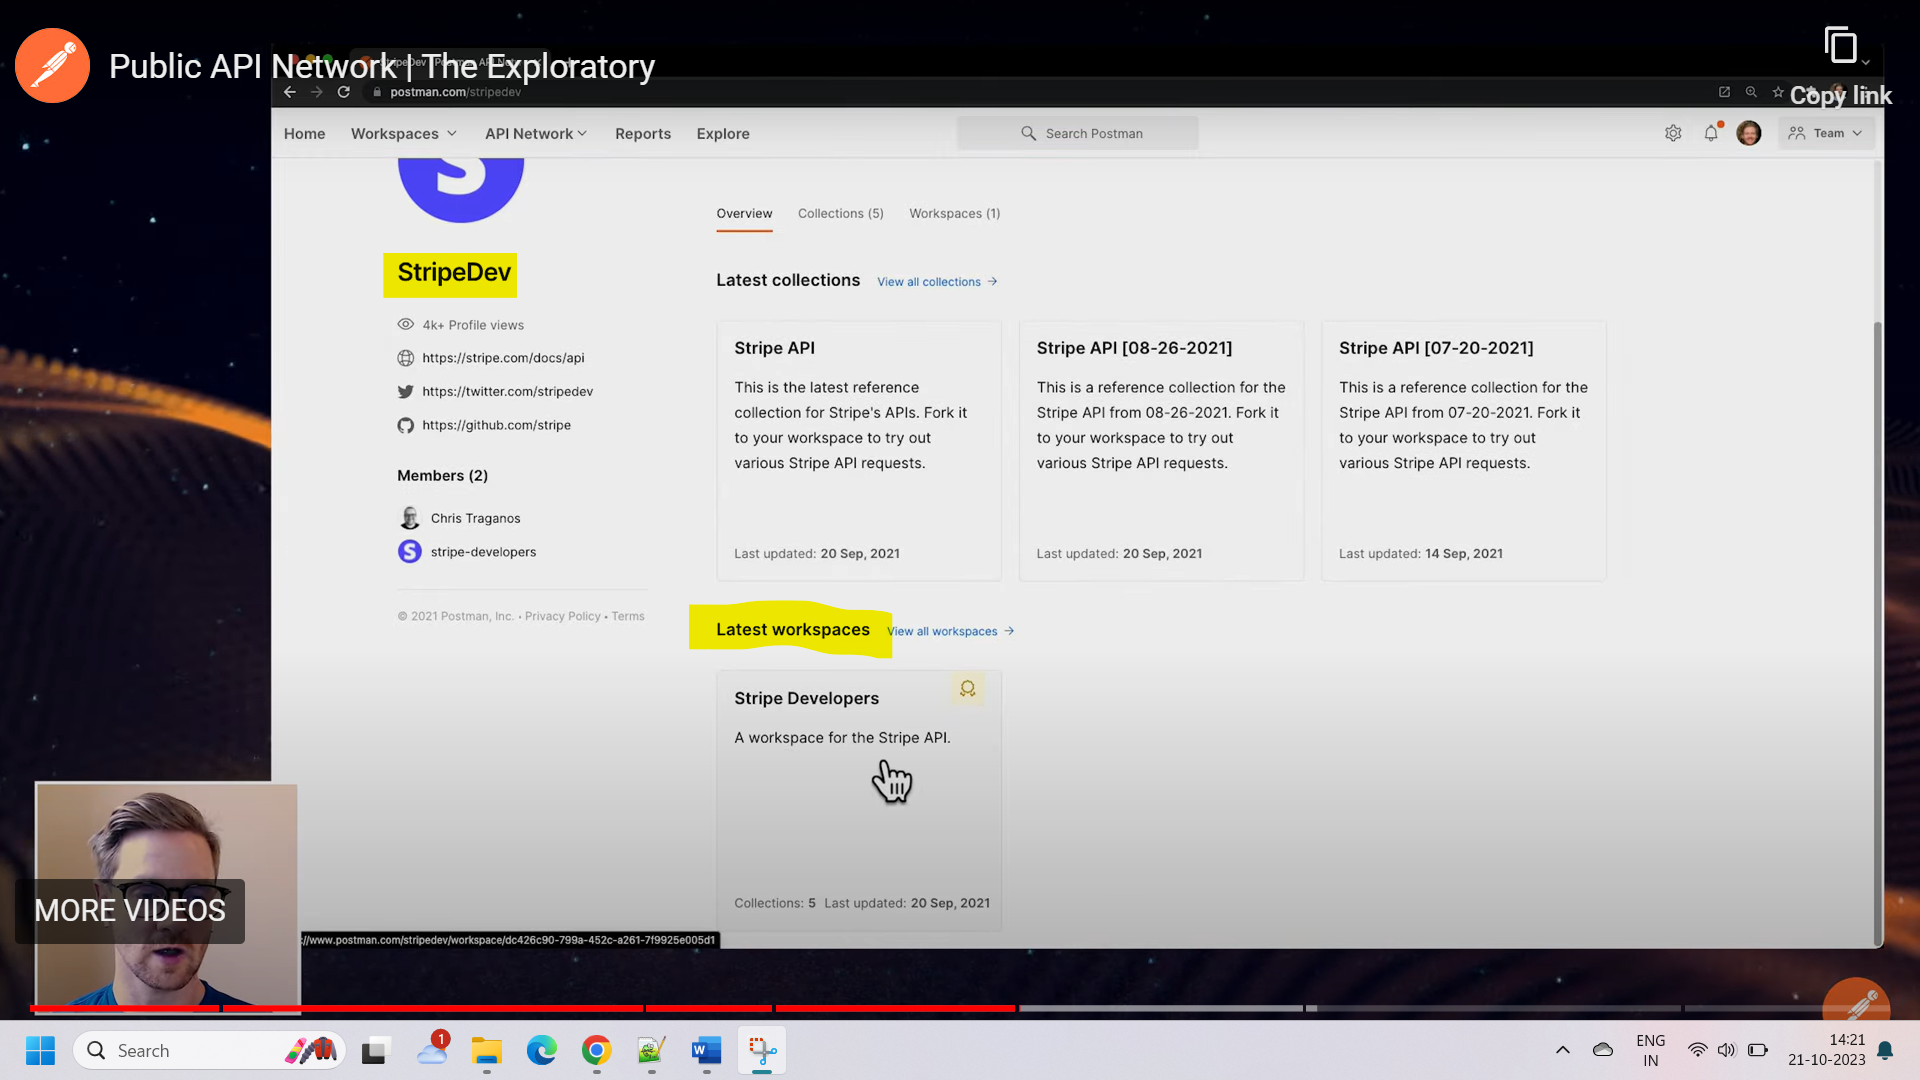 Public API Network | The Exploratory
Copy link
postman.com/stripedev
Home Workspaces API Network Reports Explore
Search Postman
Team
Overview Collections (5) Workspaces (1)
StripeDev
4k+ Profile views
https://stripe.com/docs/api
https://twitter.com/stripedev
https://github.com/stripe
Members (2)
Chris Traganos
stripe-developers
© 2021 Postman, Inc. • Privacy Policy • Terms
Latest collections View all collections →
Stripe API
This is the latest reference
collection for Stripe's APIs. Fork it
to your workspace to try out
various Stripe API requests.
Last updated: 20 Sep, 2021
Stripe API [08-26-2021]
This is a reference collection for the
Stripe API from 08-26-2021. Fork it
to your workspace to try out
various Stripe API requests.
Last updated: 20 Sep, 2021
Stripe API [07-20-2021]
This is a reference collection for the
Stripe API from 07-20-2021. Fork it
to your workspace to try out
various Stripe API requests.
Last updated: 14 Sep, 2021
Latest workspaces View all workspaces →
Stripe Developers
A workspace for the Stripe API.
Collections: 5 Last updated: 20 Sep, 2021
MORE VIDEOS
://www.postman.com/stripedev/workspace/dc426c90-799a-452c-a261-7f9925e005d1
Search
1
ENG
IN
14:21
21-10-2023